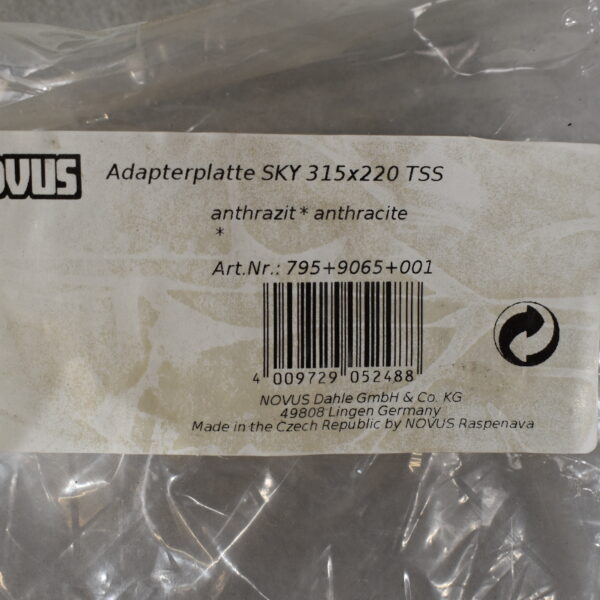 NOVUS
Adapterplatte SKY 315x220 TSS
anthrazit * anthracite
*
Art.Nr.: 795+9065+001
4 009729 052488
NOVUS Dahle GmbH & Co. KG
49808 Lingen Germany
Made in the Czech Republic by NOVUS Raspenava